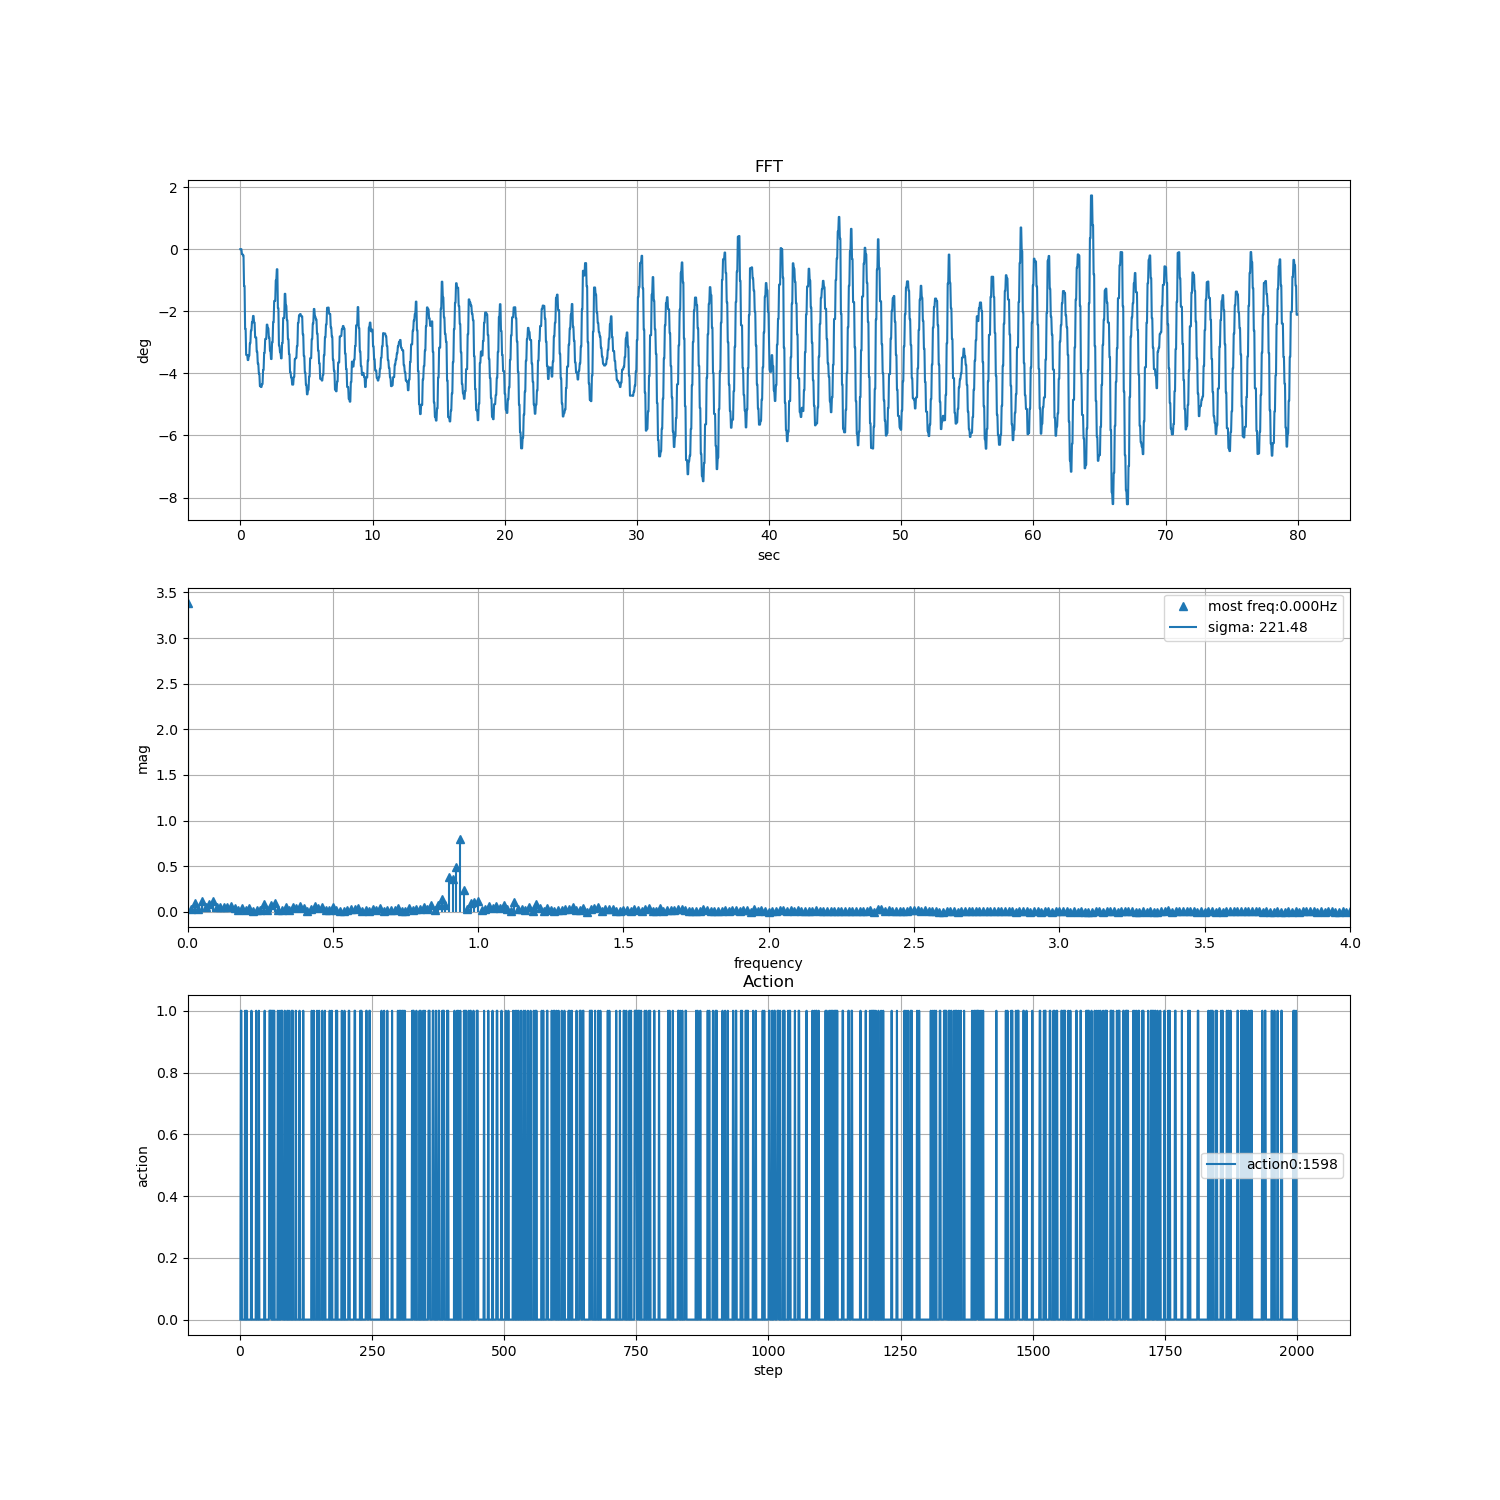 FFT
2
0
−2
−4
−6
−8
deg
0 10 20 30 40 50 60 70 80
sec
3.5
3.0
2.5
2.0
1.5
1.0
0.5
0.0
mag
most freq:0.000Hz
sigma: 221.48
0.0 0.5 1.0 1.5 2.0 2.5 3.0 3.5 4.0
frequency
Action
1.0
0.8
0.6
0.4
0.2
0.0
action
action0:1598
0 250 500 750 1000 1250 1500 1750 2000
step